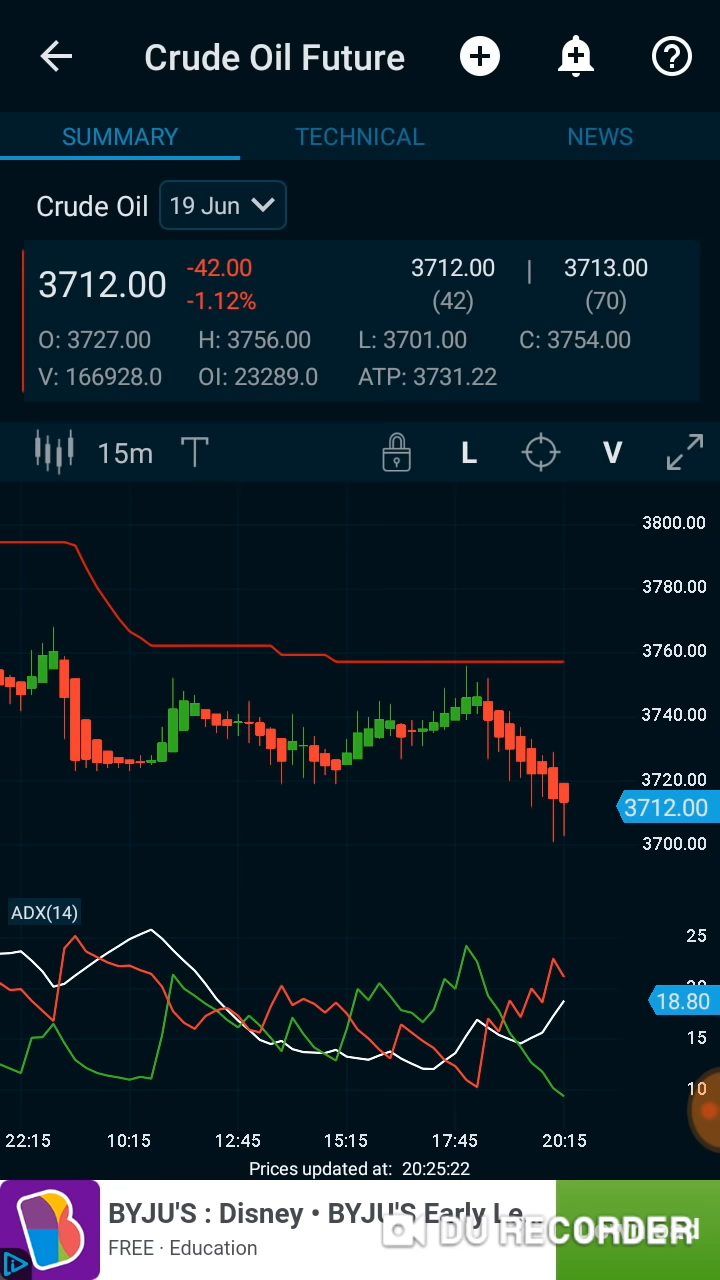 Crude Oil Future
SUMMARY TECHNICAL NEWS
Crude Oil 19 Jun
3712.00 -42.00 -1.12% 3712.00 (42) | 3713.00 (70)
O: 3727.00 H: 3756.00 L: 3701.00 C: 3754.00
V: 166928.0 OI: 23289.0 ATP: 3731.22
15m T L V
3800.00
3780.00
3760.00
3740.00
3720.00
3712.00
3700.00
ADX(14)
25
18.80
15
10
22:15 10:15 12:45 15:15 17:45 20:15
Prices updated at: 20:25:22
BYJU'S : Disney • BYJU'S Early Le...
FREE · Education
DU RECORDER